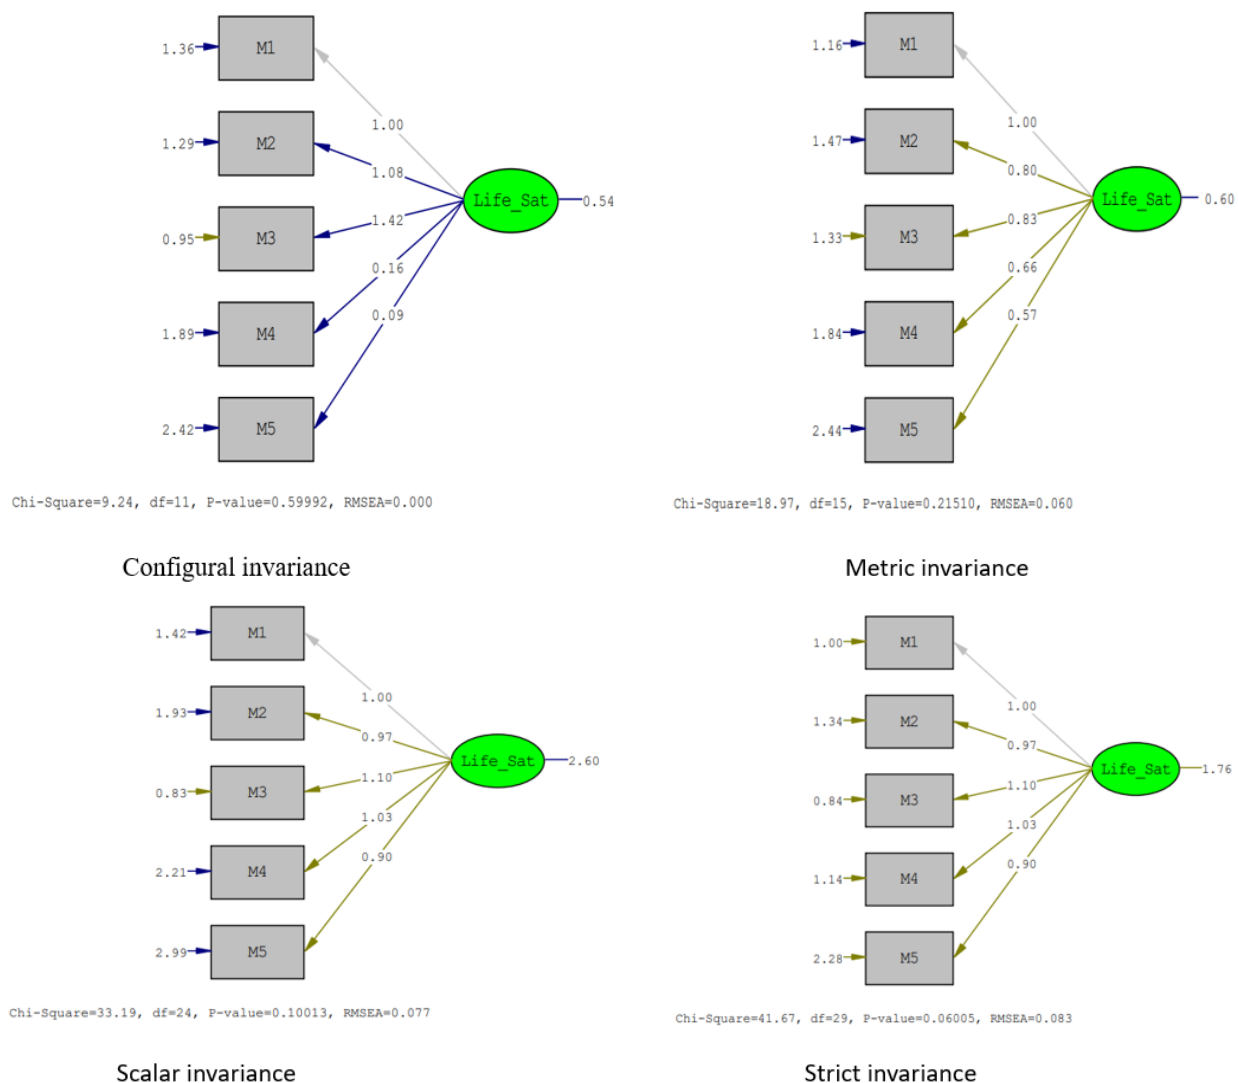 1.36 M1
1.00
1.29 M2
1.08
0.95 M3
1.42
Life_Sat 0.54
0.16
1.89 M4
0.09
2.42 M5
Chi-Square=9.24, df=11, P-value=0.59992, RMSEA=0.000
Configural invariance
1.16 M1
1.00
1.47 M2
0.80
1.33 M3
0.83
Life_Sat 0.60
0.66
1.84 M4
0.57
2.44 M5
Chi-Square=18.97, df=15, P-value=0.21510, RMSEA=0.060
Metric invariance
1.42 M1
1.00
1.93 M2
0.97
0.83 M3
1.10
Life_Sat 2.60
1.03
2.21 M4
0.90
2.99 M5
Chi-Square=33.19, df=24, P-value=0.10013, RMSEA=0.077
Scalar invariance
1.00 M1
1.00
1.34 M2
0.97
0.84 M3
1.10
Life_Sat 1.76
1.03
1.14 M4
0.90
2.28 M5
Chi-Square=41.67, df=29, P-value=0.06005, RMSEA=0.083
Strict invariance